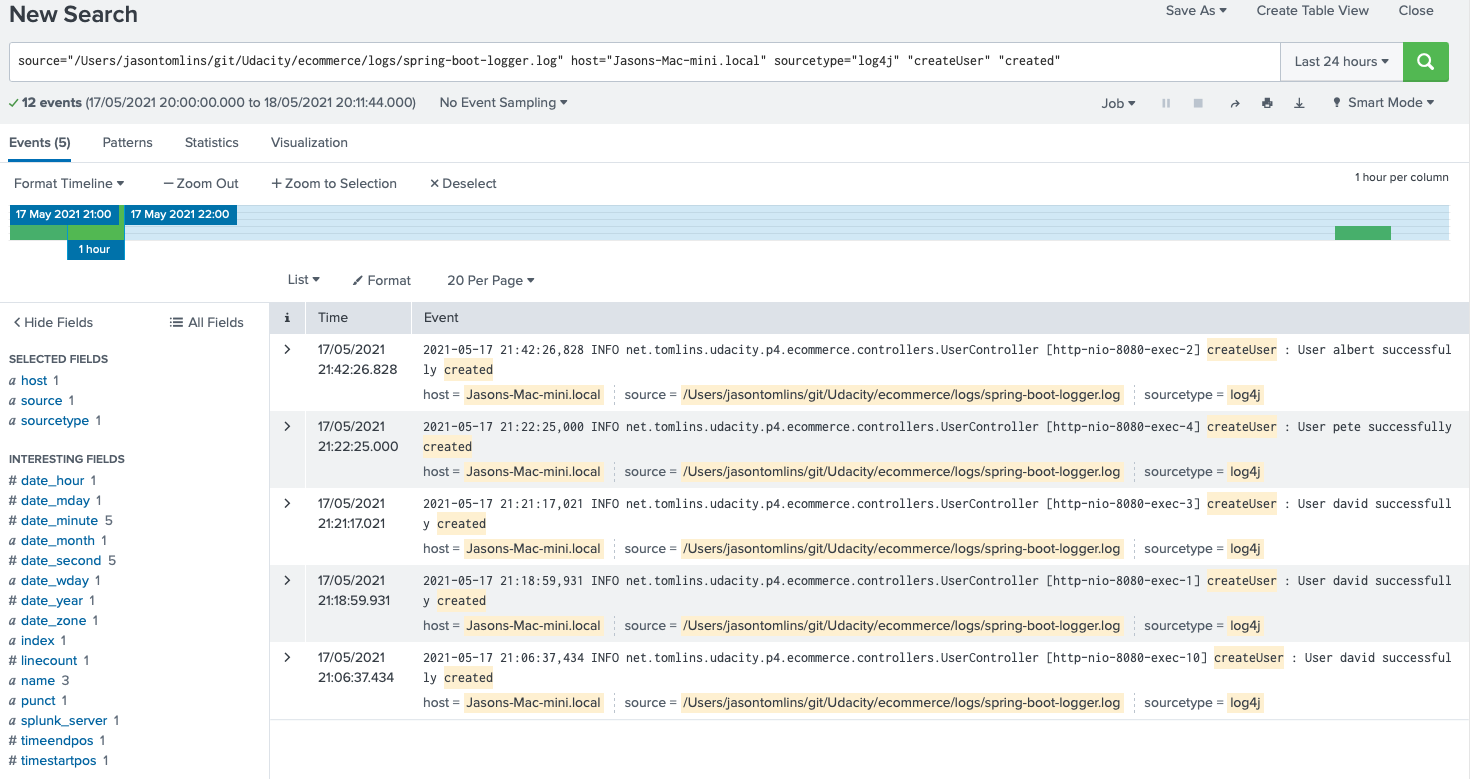 New Search
Save As Create Table View Close
source="/Users/jasontomlins/git/Udacity/ecommerce/logs/spring-boot-logger.log" host="Jasons-Mac-mini.local" sourcetype="log4j" "createUser" "created"
Last 24 hours
12 events (17/05/2021 20:00:00.000 to 18/05/2021 20:11:44.000) No Event Sampling
Job Smart Mode
Events (5) Patterns Statistics Visualization
Format Timeline — Zoom Out + Zoom to Selection × Deselect
1 hour per column
17 May 2021 21:00 17 May 2021 22:00
1 hour
List Format 20 Per Page
< Hide Fields All Fields
SELECTED FIELDS
a host 1
a source 1
a sourcetype 1
INTERESTING FIELDS
# date_hour 1
# date_mday 1
# date_minute 5
a date_month 1
# date_second 5
a date_wday 1
# date_year 1
a date_zone 1
a index 1
# linecount 1
a name 3
a punct 1
a splunk_server 1
# timeendpos 1
# timestartpos 1
i Time Event
17/05/2021
21:42:26.828
2021-05-17 21:42:26,828 INFO net.tomlins.udacity.p4.ecommerce.controllers.UserController [http-nio-8080-exec-2] createUser : User albert successful
ly created
host = Jasons-Mac-mini.local source = /Users/jasontomlins/git/Udacity/ecommerce/logs/spring-boot-logger.log sourcetype = log4j
17/05/2021
21:22:25.000
2021-05-17 21:22:25,000 INFO net.tomlins.udacity.p4.ecommerce.controllers.UserController [http-nio-8080-exec-4] createUser : User pete successfully
created
host = Jasons-Mac-mini.local source = /Users/jasontomlins/git/Udacity/ecommerce/logs/spring-boot-logger.log sourcetype = log4j
17/05/2021
21:21:17.021
2021-05-17 21:21:17,021 INFO net.tomlins.udacity.p4.ecommerce.controllers.UserController [http-nio-8080-exec-3] createUser : User david successfull
y created
host = Jasons-Mac-mini.local source = /Users/jasontomlins/git/Udacity/ecommerce/logs/spring-boot-logger.log sourcetype = log4j
17/05/2021
21:18:59.931
2021-05-17 21:18:59,931 INFO net.tomlins.udacity.p4.ecommerce.controllers.UserController [http-nio-8080-exec-1] createUser : User david successfull
y created
host = Jasons-Mac-mini.local source = /Users/jasontomlins/git/Udacity/ecommerce/logs/spring-boot-logger.log sourcetype = log4j
17/05/2021
21:06:37.434
2021-05-17 21:06:37,434 INFO net.tomlins.udacity.p4.ecommerce.controllers.UserController [http-nio-8080-exec-10] createUser : User david successful
ly created
host = Jasons-Mac-mini.local source = /Users/jasontomlins/git/Udacity/ecommerce/logs/spring-boot-logger.log sourcetype = log4j